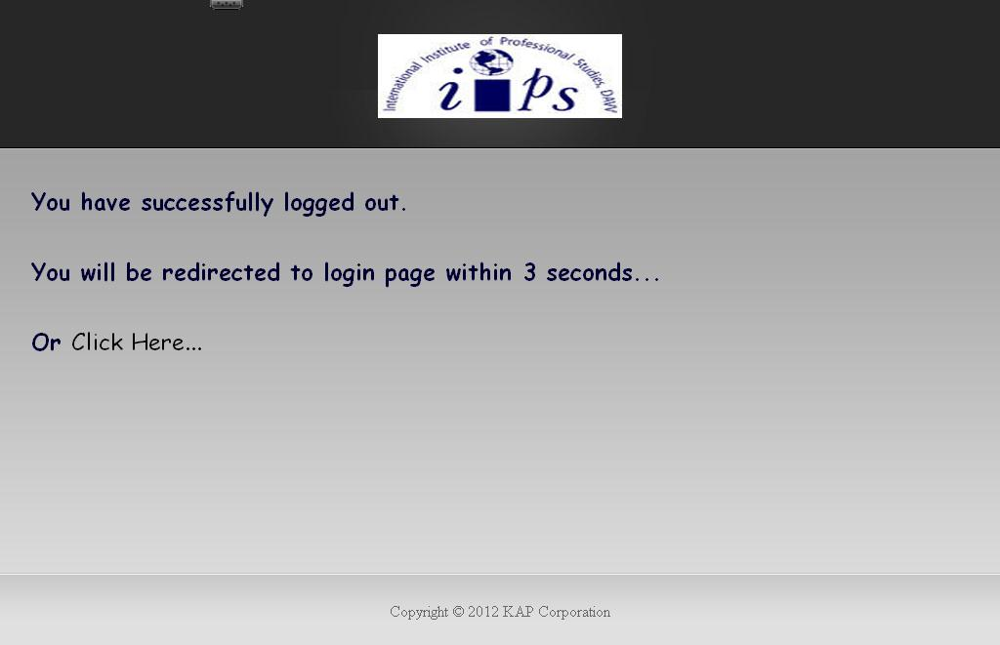 International Institute of Professional Studies, DAVV
i ps
You have successfully logged out.
You will be redirected to login page within 3 seconds...
Or Click Here...
Copyright © 2012 KAP Corporation